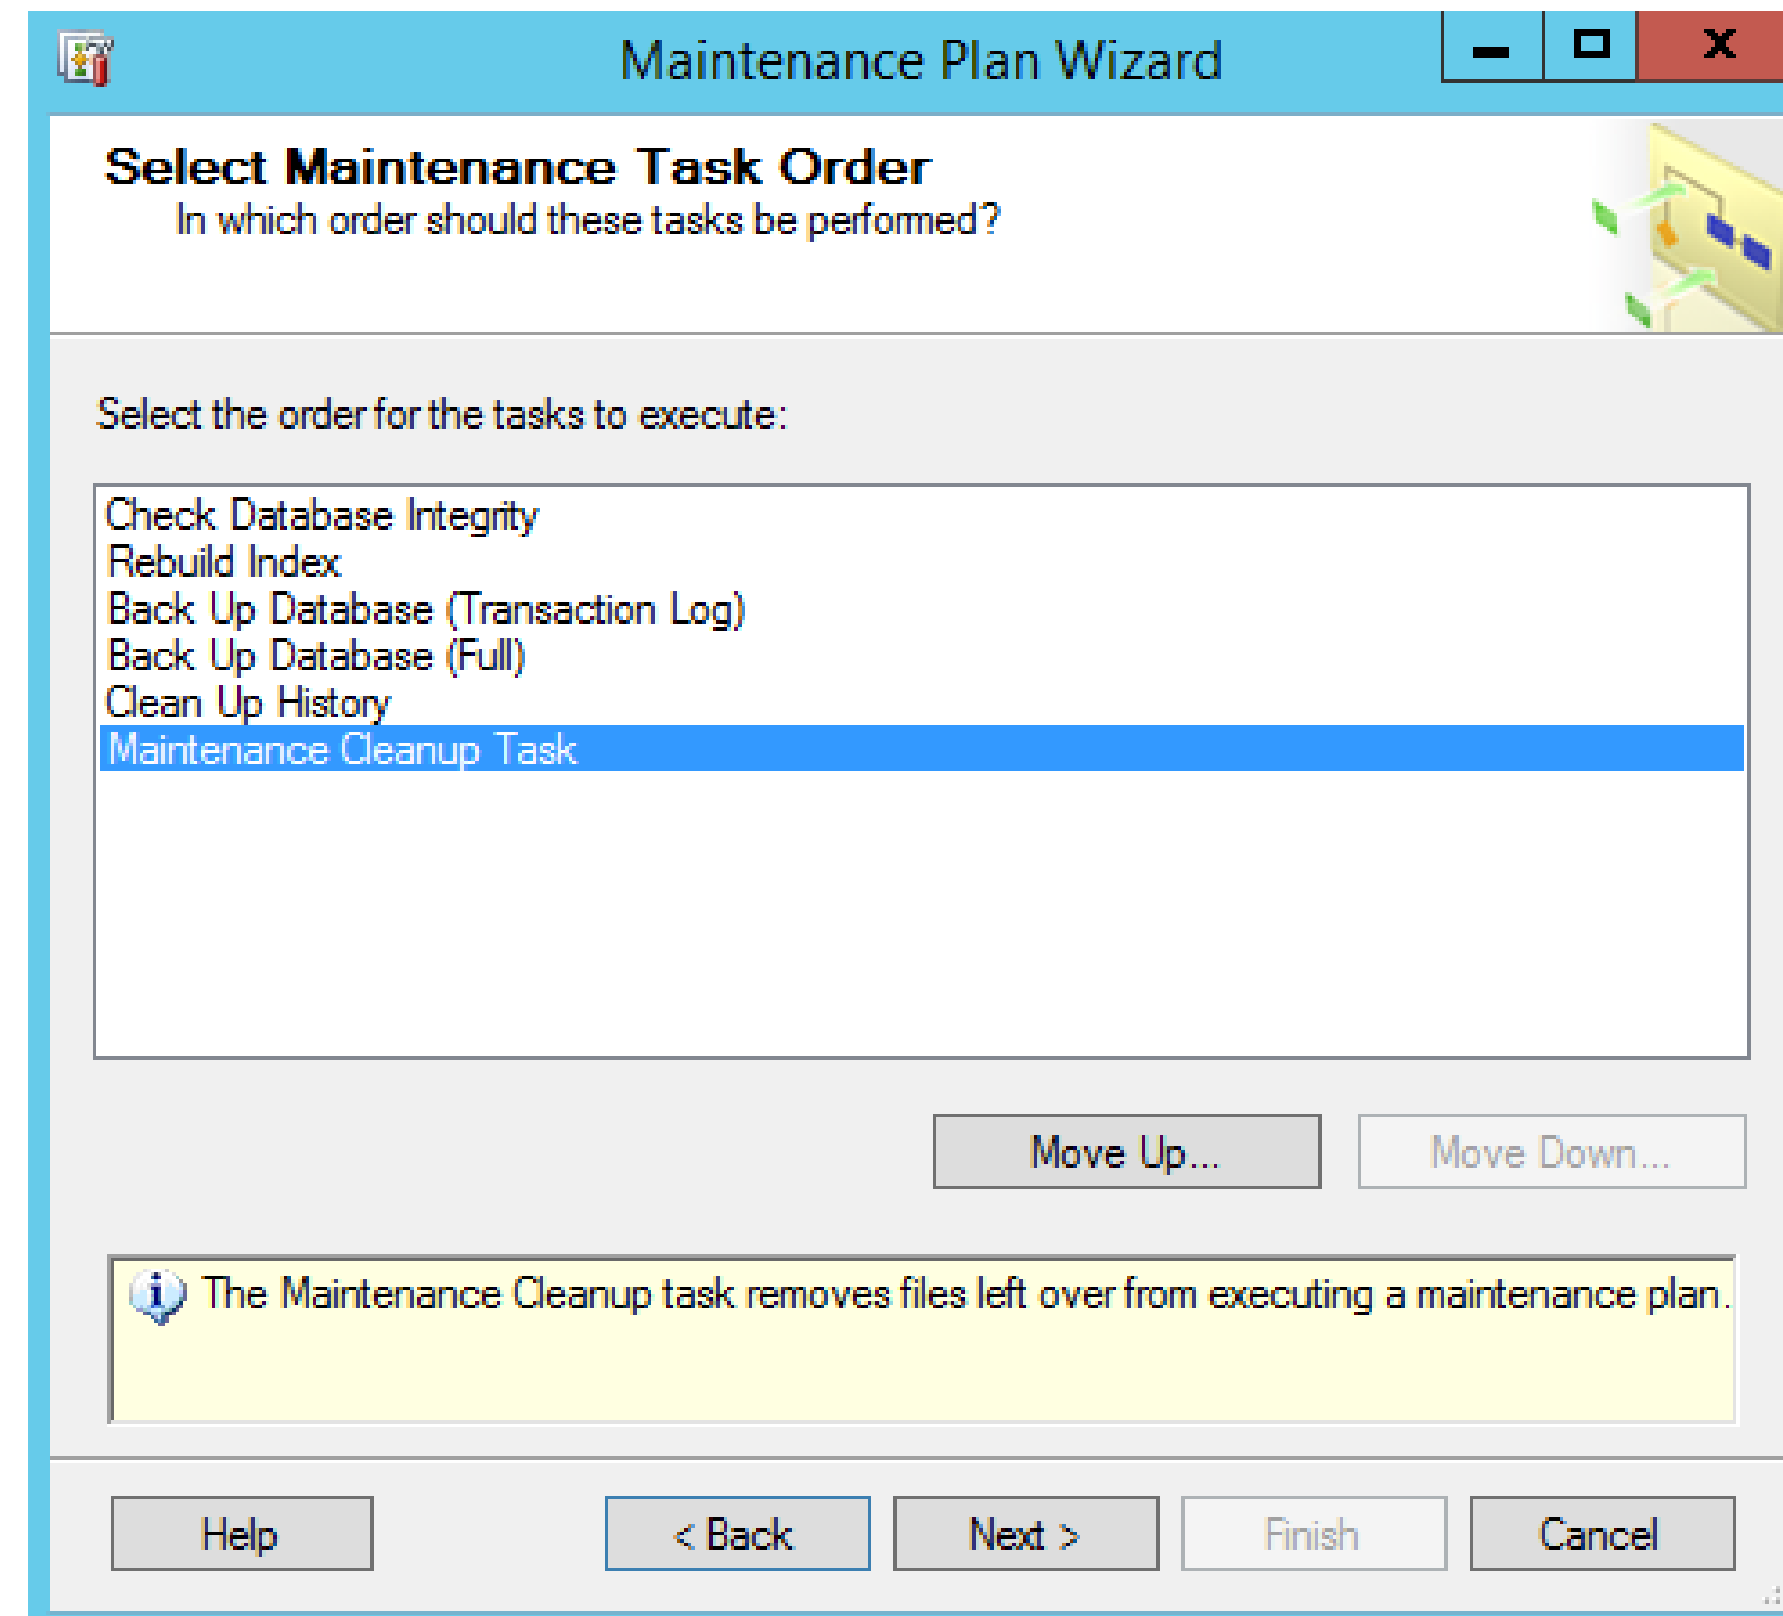 Maintenance Plan Wizard
Select Maintenance Task Order
In which order should these tasks be performed?
Select the order for the tasks to execute:
Check Database Integrity
Rebuild Index
Back Up Database (Transaction Log)
Back Up Database (Full)
Clean Up History
Maintenance Cleanup Task
Move Up... Move Down...
The Maintenance Cleanup task removes files left over from executing a maintenance plan.
Help < Back Next > Finish Cancel